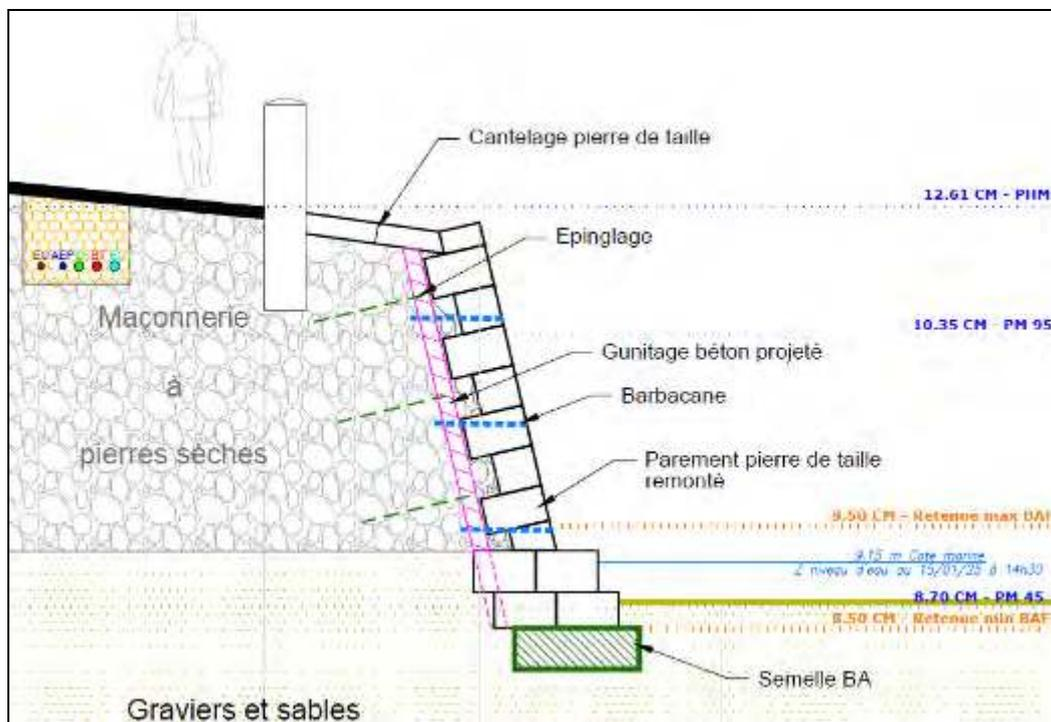 Cantelage pierre de taille
12.61 CM - PHM
Epinglage
EU AEP BT
Maçonnerie
10.35 CM - PM 95
Gunitage béton projeté
à
Barbacane
pierres sèches
Parement pierre de taille
remonté
9.50 CM - Retenue max BAF
9.15 m Cote marine
Z niveau d'eau au 15/01/25 à 14h30
8.70 CM - PM 45
8.50 CM - Retenue min BAF
Semelle BA
Graviers et sables